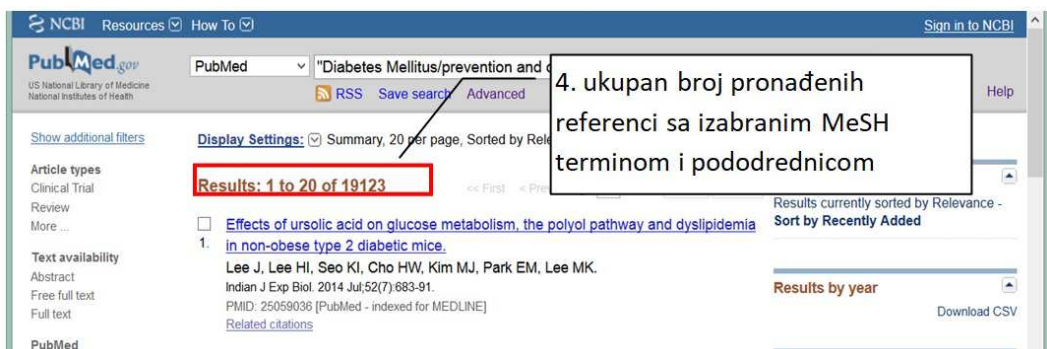 NCBI Resources How To Sign in to NCBI
PubMed.gov
US National Library of Medicine
National Institutes of Health
PubMed "Diabetes Mellitus/prevention and
RSS Save search Advanced Help
4. ukupan broj pronađenih
referenci sa izabranim MeSH
terminom i pododrednicom
Show additional filters
Article types
Clinical Trial
Review
More ...
Text availability
Abstract
Free full text
Full text
PubMed
Display Settings: Summary, 20 per page, Sorted by
Results: 1 to 20 of 19123 << First
1. Effects of ursolic acid on glucose metabolism, the polyol pathway and dyslipidemia
in non-obese type 2 diabetic mice.
Lee J, Lee HI, Seo KI, Cho HW, Kim MJ, Park EM, Lee MK.
Indian J Exp Biol. 2014 Jul;52(7):683-91.
PMID: 25059036 [PubMed - indexed for MEDLINE]
Related citations
Results currently sorted by Relevance -
Sort by Recently Added
Results by year
Download CSV